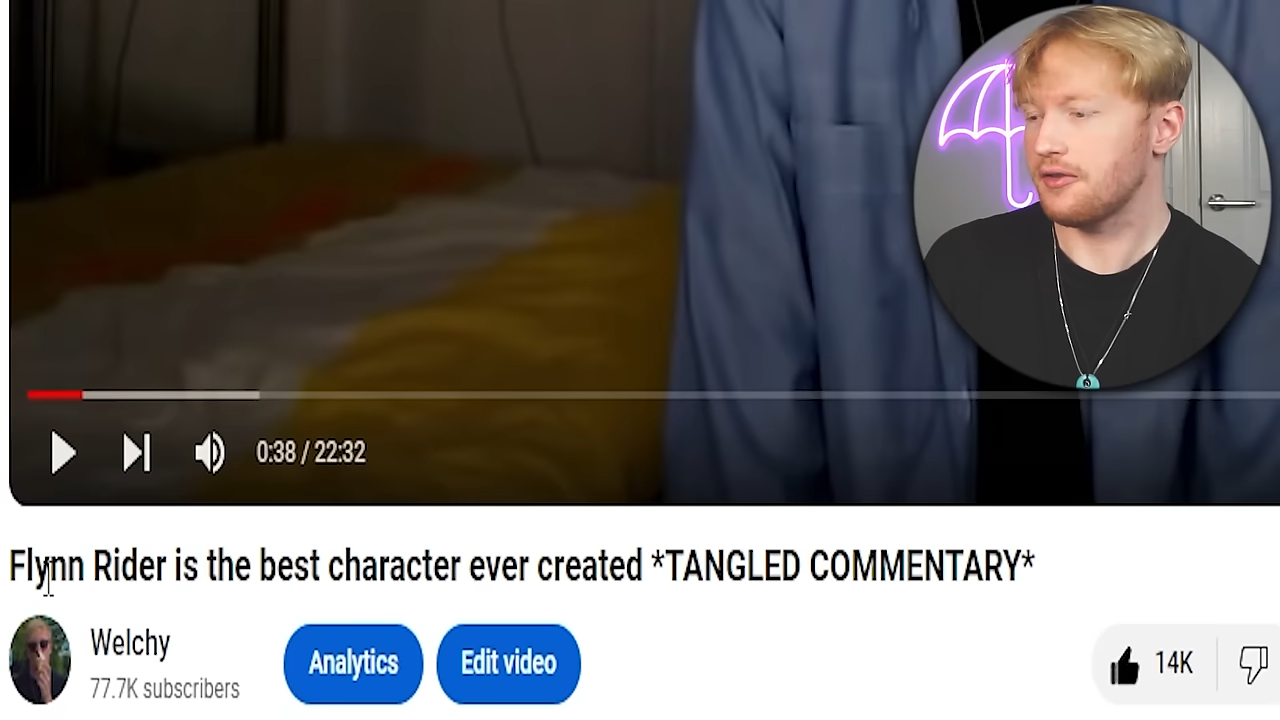 0:38 / 22:32
Flynn Rider is the best character ever created *TANGLED COMMENTARY*
Welchy
77.7K subscribers
Analytics
Edit video
14K